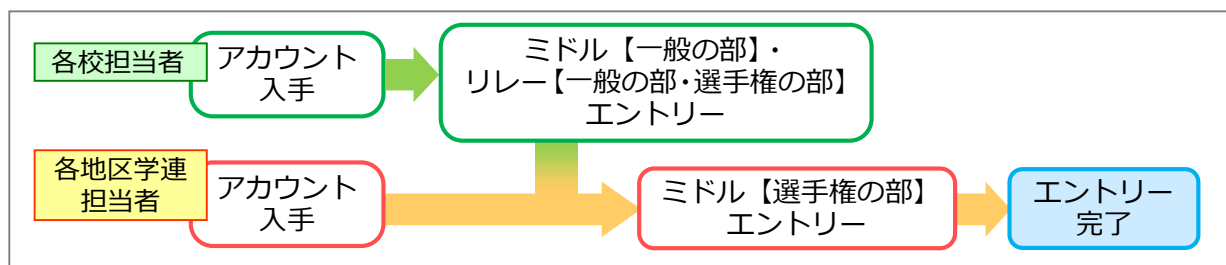 各校担当者
アカウント
入手
ミドル【一般の部】・
リレー【一般の部・選手権の部】
エントリー
各地区学連
担当者
アカウント
入手
ミドル【選手権の部】
エントリー
エントリー
完了